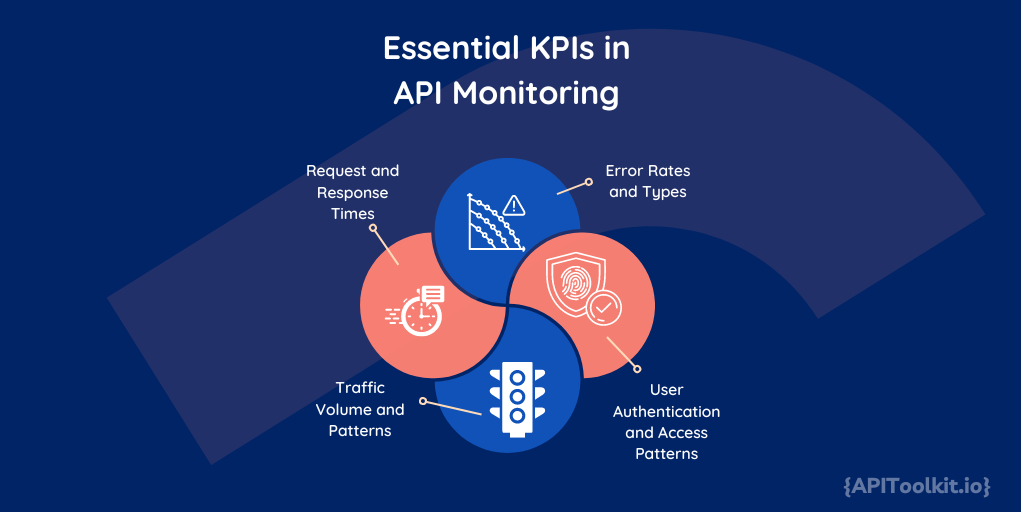 Essential KPIs in
API Monitoring
Request and
Response
Times
Error Rates
and Types
Traffic
Volume and
Patterns
User
Authentication
and Access
Patterns
{APIToolkit.io}